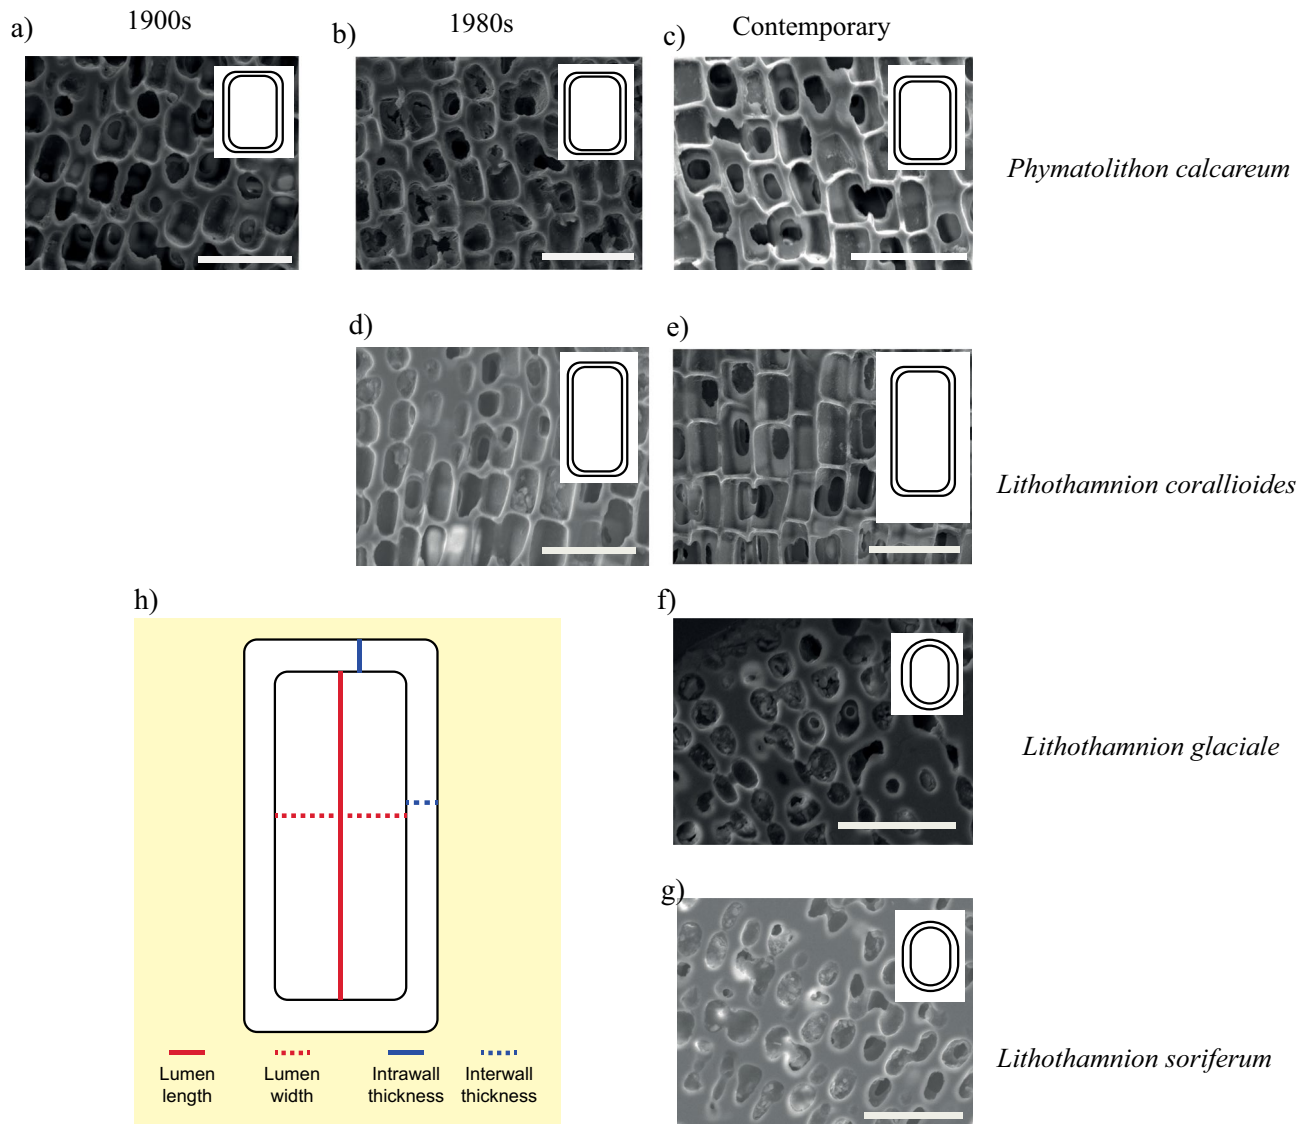 1900s
1980s
Contemporary
a)
b)
c)
Phymatolithon calcareum
d)
e)
Lithothamnion corallioides
h)
f)
Lithothamnion glaciale
g)
Lithothamnion soriferum
Lumen
length
Lumen
width
Intrawall
thickness
Interwall
thickness